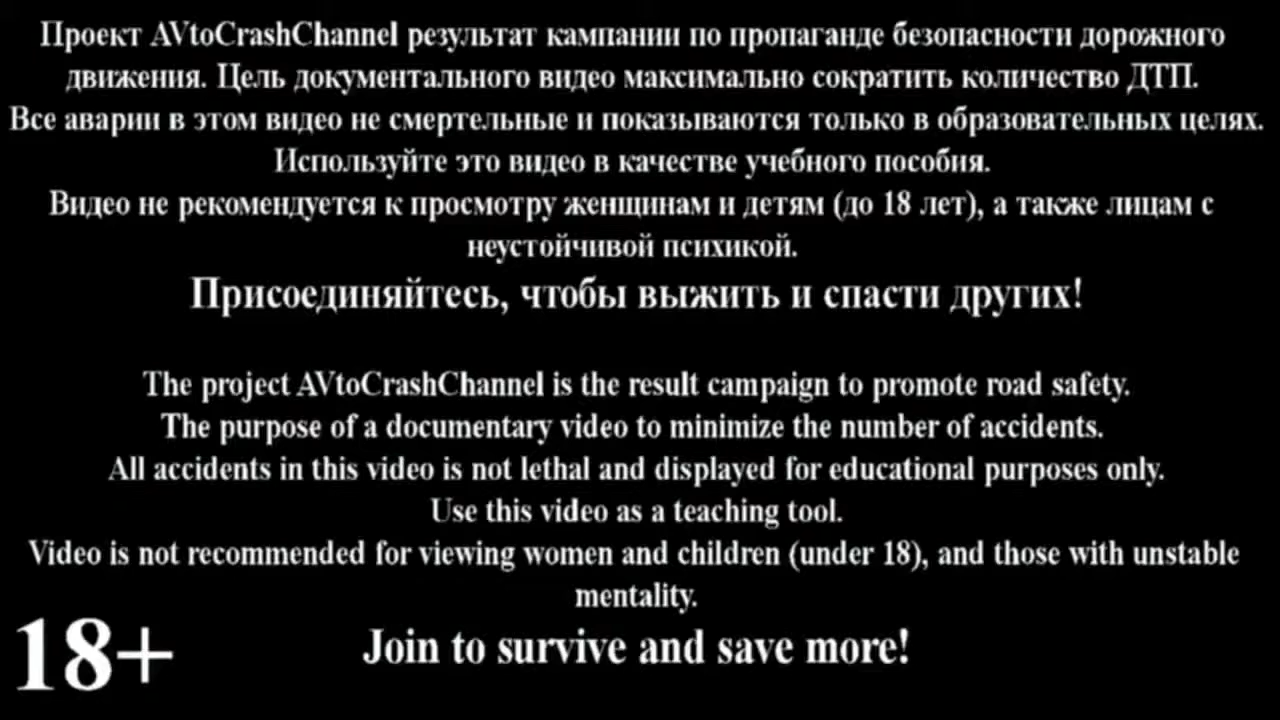 Проект AVtoCrashChannel результат кампании по пропаганде безопасности дорожного
движения. Цель документального видео максимально сократить количество ДТП.
Все аварии в этом видео не смертельные и показываются только в образовательных целях.
Используйте это видео в качестве учебного пособия.
Видео не рекомендуется к просмотру женщинам и детям (до 18 лет), а также лицам с
неустойчивой психикой.
Присоединяйтесь, чтобы выжить и спасти других!
The project AVtoCrashChannel is the result campaign to promote road safety.
The purpose of a documentary video to minimize the number of accidents.
All accidents in this video is not lethal and displayed for educational purposes only.
Use this video as a teaching tool.
Video is not recommended for viewing women and children (under 18), and those with unstable
mentality.
18+
Join to survive and save more!